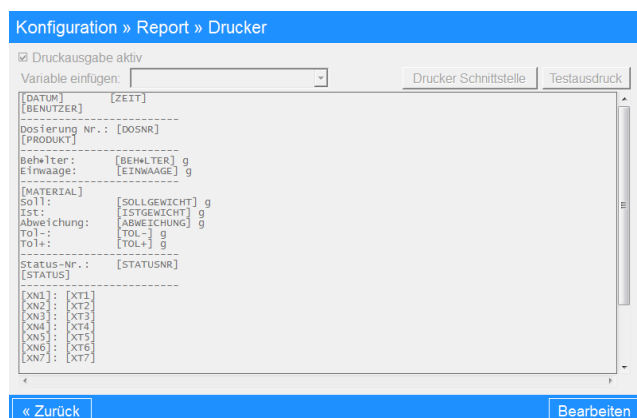 Konfiguration » Report » Drucker
Druckausgabe aktiv
Variable einfügen:
Drucker Schnittstelle
Testausdruck
[DATUM] [ZEIT]
[BENUTZER]
------------------------
Dosierung Nr.: [DOSNR]
[PRODUKT]
------------------------
Beh♦lter: [BEH♦LTER] g
Einwaage: [EINWAAGE] g
------------------------
[MATERIAL]
Soll: [SOLLGEWICHT] g
Ist: [ISTGEWICHT] g
Abweichung: [ABWEICHUNG] g
Tol-: [TOL-] g
Tol+: [TOL+] g
------------------------
Status-Nr.: [STATUSNR]
[STATUS]
------------------------
[XN1]: [XT1]
[XN2]: [XT2]
[XN3]: [XT3]
[XN4]: [XT4]
[XN5]: [XT5]
[XN6]: [XT6]
[XN7]: [XT7]
« Zurück
Bearbeiten